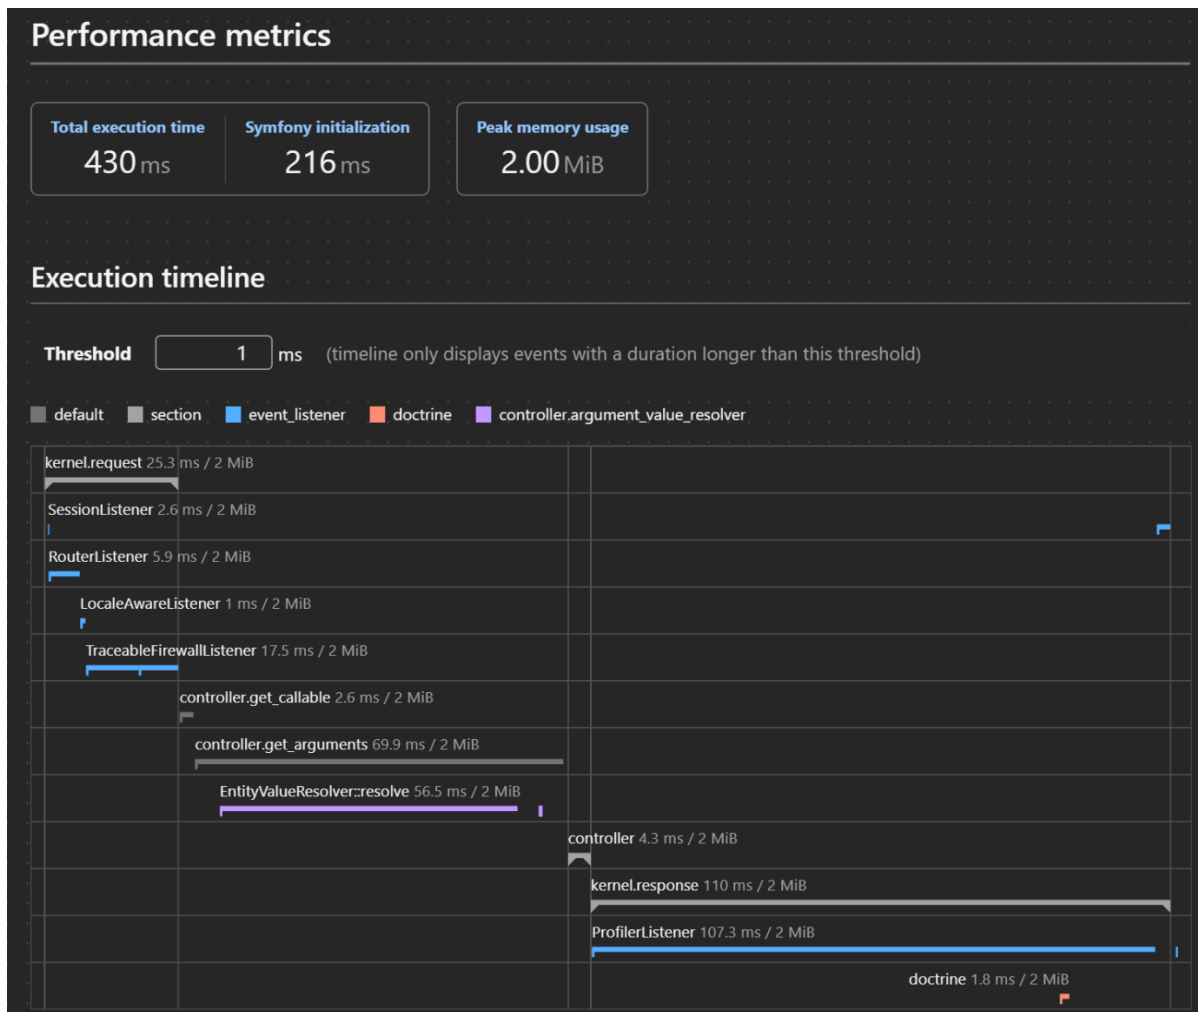 Performance metrics
Total execution time Symfony initialization Peak memory usage
430 ms 216 ms 2.00 MiB
Execution timeline
Threshold 1 ms (timeline only displays events with a duration longer than this threshold)
default section event_listener doctrine controller.argument_value_resolver
kernel.request 25.3 ms / 2 MiB
SessionListener 2.6 ms / 2 MiB
RouterListener 5.9 ms / 2 MiB
LocaleAwareListener 1 ms / 2 MiB
TraceableFirewallListener 17.5 ms / 2 MiB
controller.get_callable 2.6 ms / 2 MiB
controller.get_arguments 69.9 ms / 2 MiB
EntityValueResolver::resolve 56.5 ms / 2 MiB
controller 4.3 ms / 2 MiB
kernel.response 110 ms / 2 MiB
ProfilerListener 107.3 ms / 2 MiB
doctrine 1.8 ms / 2 MiB